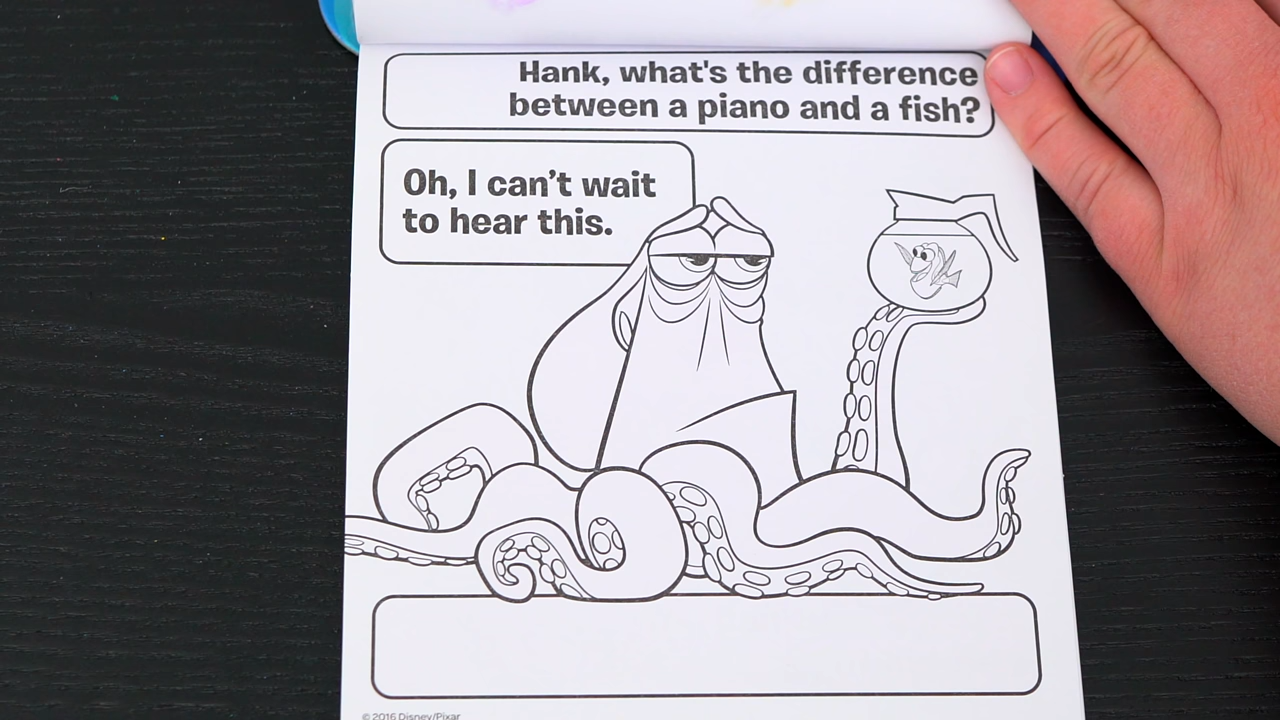 Hank, what's the difference
between a piano and a fish?
Oh, I can’t wait
to hear this.
© 2016 Disney/Pixar